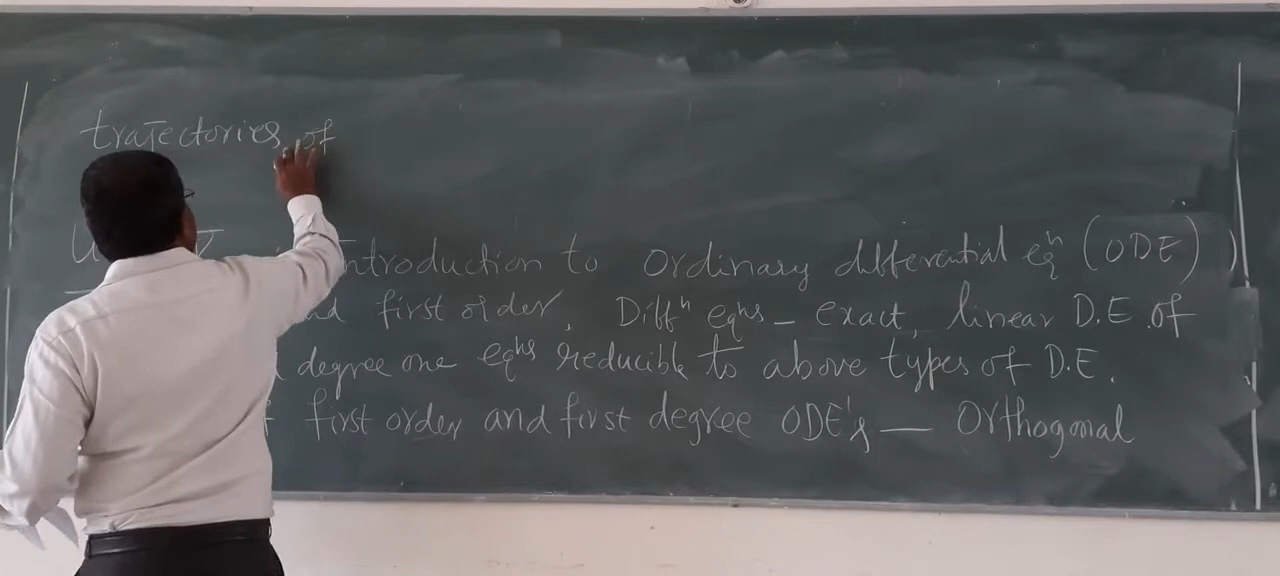 trajectories of
introduction to Ordinary differential eqⁿ (ODE) )
first order, Diffⁿ eqⁿs - exact, linear D.E of
degree one eqⁿs reducible to above types of D.E.
first order and first degree ODE's — Orthogonal